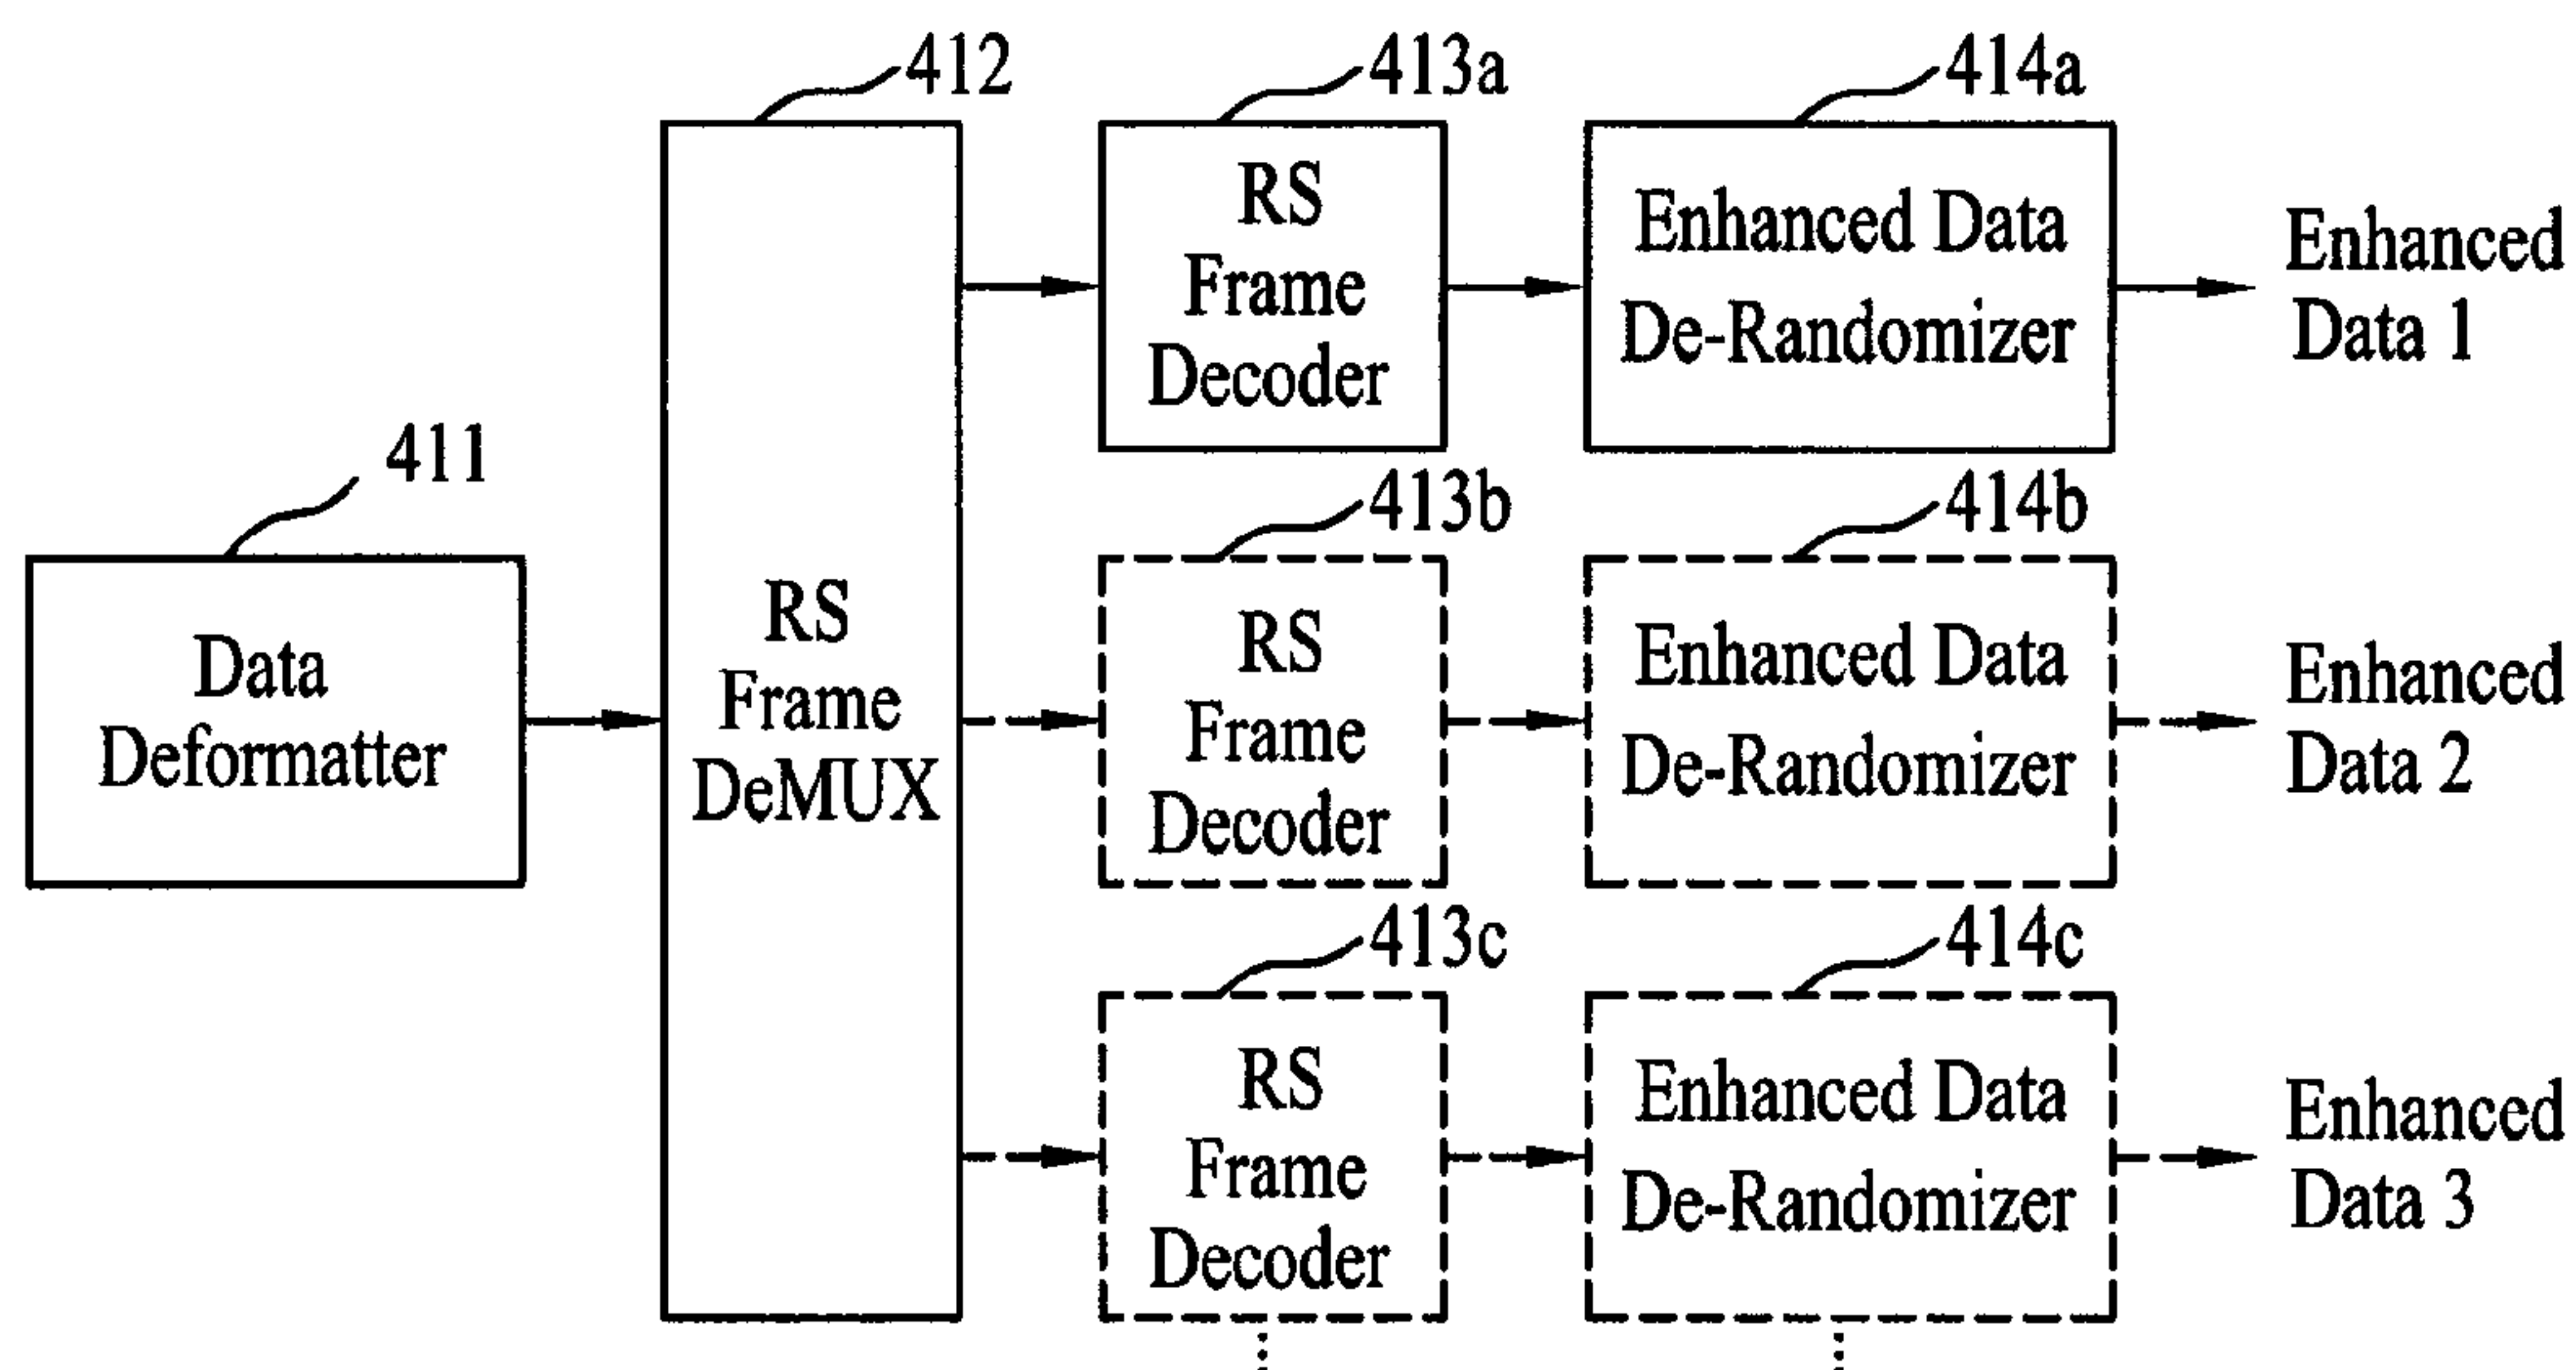 412
413a
414a
RS
Frame
Decoder
Enhanced Data
De-Randomizer
Enhanced
Data 1
411
Data
Deformatter
RS
Frame
DeMUX
413b
414b
RS
Frame
Decoder
Enhanced Data
De-Randomizer
Enhanced
Data 2
413c
414c
RS
Frame
Decoder
Enhanced Data
De-Randomizer
Enhanced
Data 3